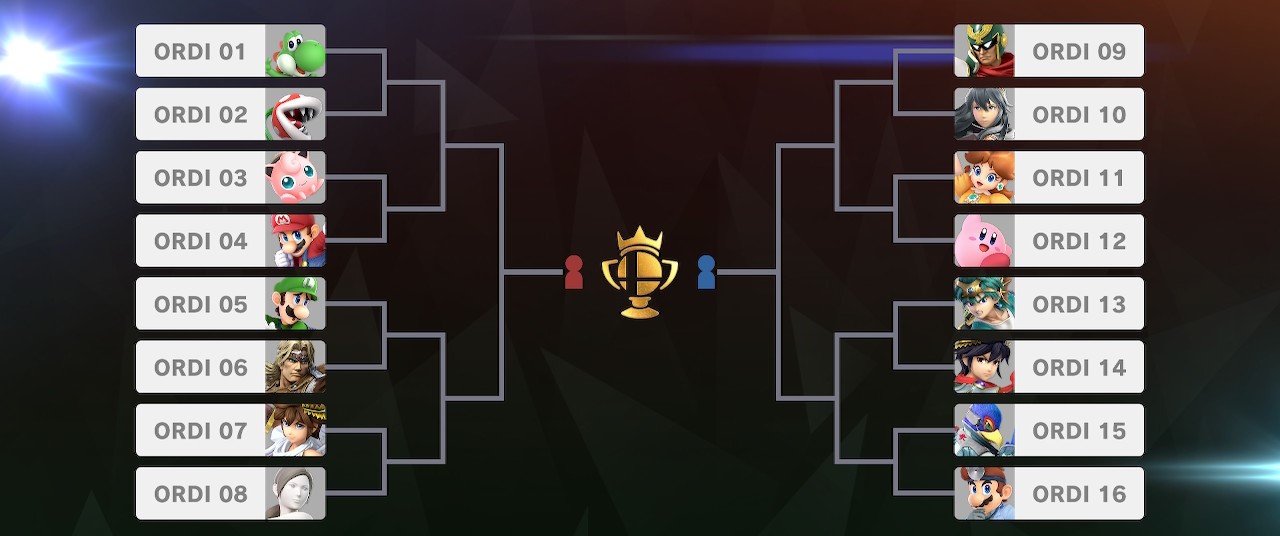 ORDI 01
ORDI 02
ORDI 03
ORDI 04
ORDI 05
ORDI 06
ORDI 07
ORDI 08
ORDI 09
ORDI 10
ORDI 11
ORDI 12
ORDI 13
ORDI 14
ORDI 15
ORDI 16